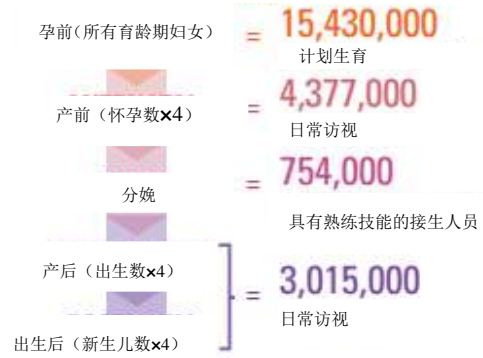 孕前（所有育龄期妇女）
= 15,430,000
计划生育
产前（怀孕数×4）
= 4,377,000
日常访视
分娩
= 754,000
具有熟练技能的接生人员
产后（出生数×4）
= 3,015,000
日常访视
出生后（新生儿数×4）